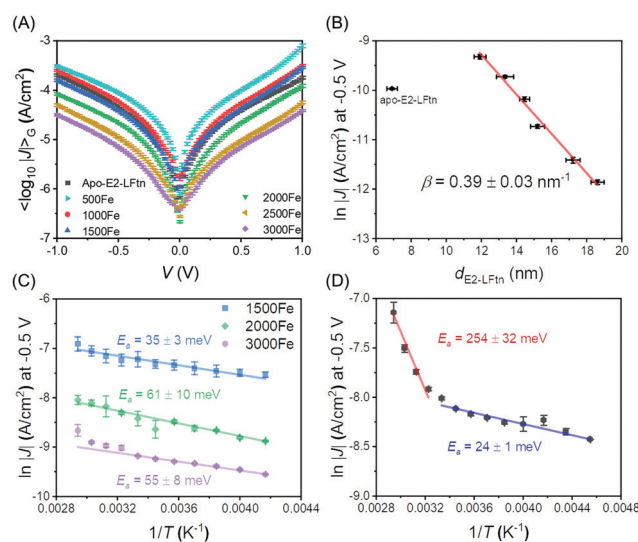 (A)
<log₁₀ |J|>G (A/cm²)
-3
-4
-5
-6
-7
-1.0 -0.5 0.0 0.5 1.0
V (V)
Apo-E2-LFtn
500Fe
1000Fe
1500Fe
2000Fe
2500Fe
3000Fe
(B)
ln |J| (A/cm²) at -0.5 V
-9
-10
-11
-12
-13
6 8 10 12 14 16 18 20
dE2-LFtn (nm)
apo-E2-LFtn
β = 0.39 ± 0.03 nm⁻¹
(C)
ln |J| (A/cm²) at -0.5 V
-6
-7
-8
-9
-10
0.0028 0.0032 0.0036 0.0040 0.0044
1/T (K⁻¹)
1500Fe
2000Fe
3000Fe
Eₐ = 35 ± 3 meV
Eₐ = 61 ± 10 meV
Eₐ = 55 ± 8 meV
(D)
ln |J| (A/cm²) at -0.5 V
-7.0
-7.5
-8.0
-8.5
-9.0
0.0028 0.0032 0.0036 0.0040 0.0044 0.0048
1/T (K⁻¹)
Eₐ = 254 ± 32 meV
Eₐ = 24 ± 1 meV